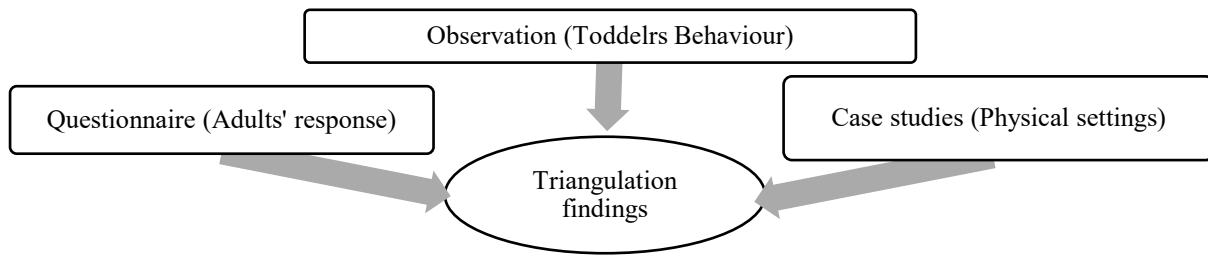 Observation (Toddelrs Behaviour)
Questionnaire (Adults' response)
Case studies (Physical settings)
Triangulation
findings